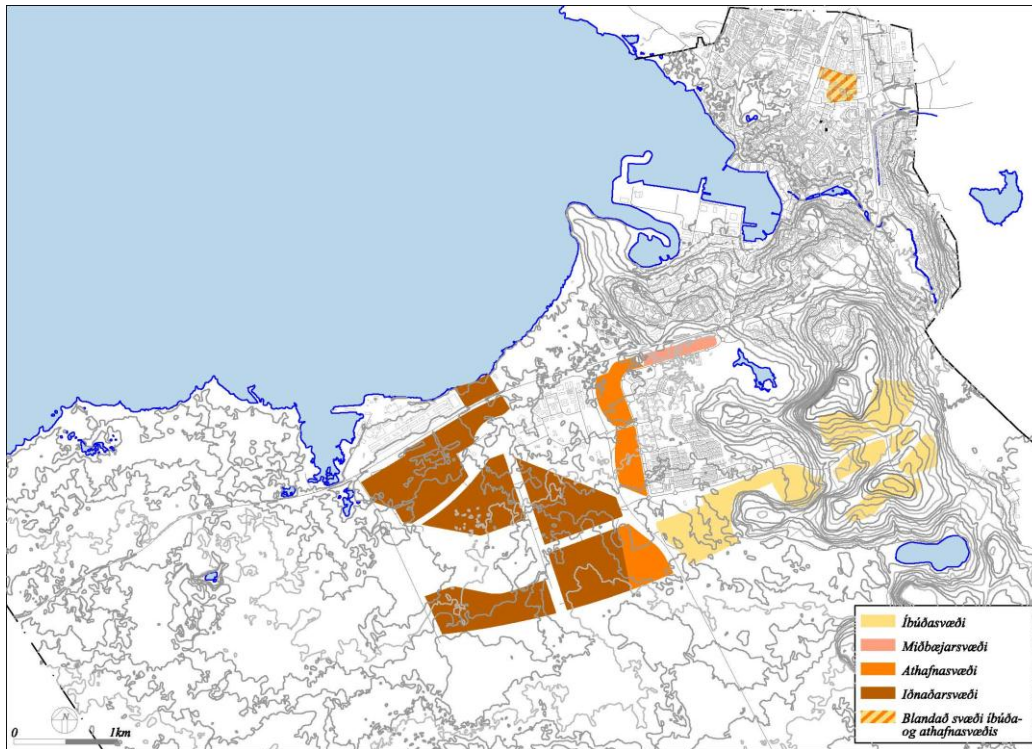 Íbúðasvæði
Miðbæjarsvæði
Athafnasvæði
Iðnaðarsvæði
Blandað svæði íbúða-
og athafnasvæðis
N
0 1km